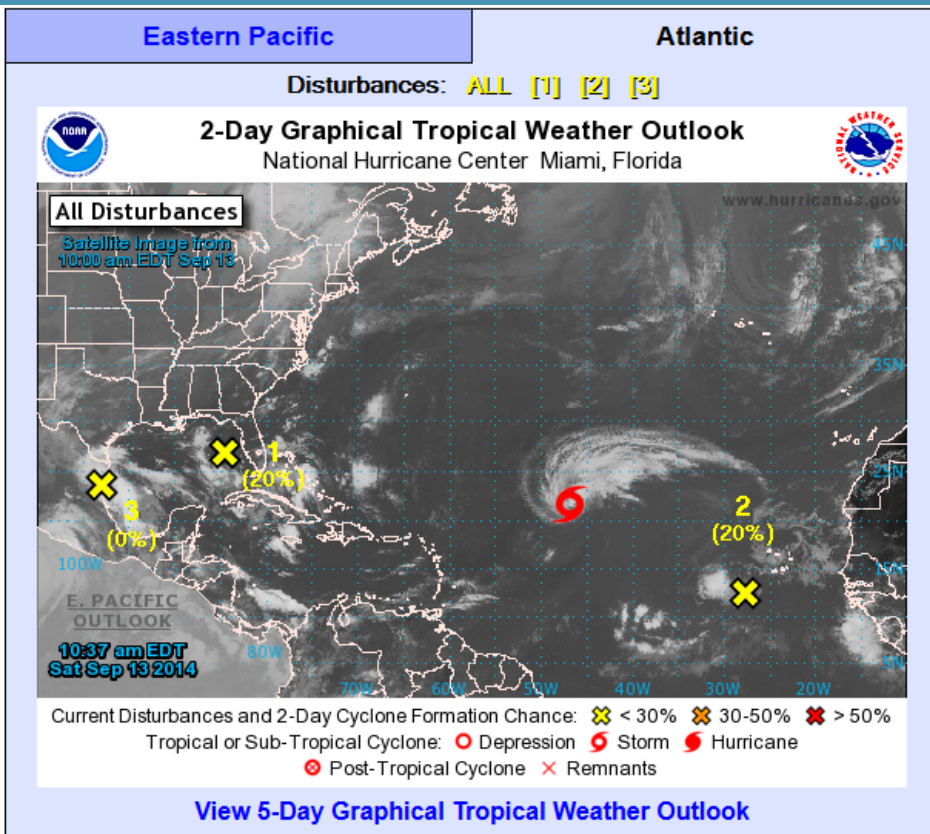 Eastern Pacific
Atlantic
Disturbances: ALL [1] [2] [3]
NOAA
2-Day Graphical Tropical Weather Outlook
National Hurricane Center Miami, Florida
NATIONAL WEATHER SERVICE
All Disturbances
www.hurricanes.gov
Satellite Image from
10:00 am EDT Sep 13
45N
35N
25N
15N
5N
1
(20%)
2
(20%)
3
(0%)
100W
E. PACIFIC
OUTLOOK
10:37 am EDT
Sat Sep 13 2014
80W
70W
60W
50W
40W
30W
20W
Current Disturbances and 2-Day Cyclone Formation Chance: < 30% 30-50% > 50%
Tropical or Sub-Tropical Cyclone: Depression Storm Hurricane
Post-Tropical Cyclone Remnants
View 5-Day Graphical Tropical Weather Outlook